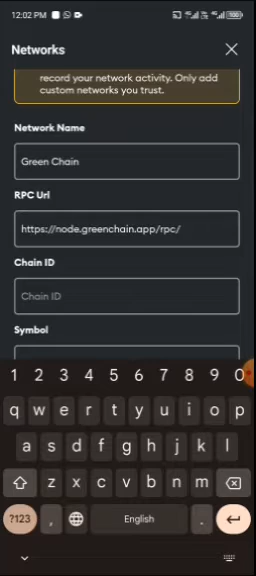 12:02 PM
100
Networks
record your network activity. Only add
custom networks you trust.
Network Name
Green Chain
RPC Url
https://node.greenchain.app/rpc/
Chain ID
Chain ID
Symbol
1 2 3 4 5 6 7 8 9 0
q w e r t y u i o p
a s d f g h j k l
z x c v b n m
?123 , English .